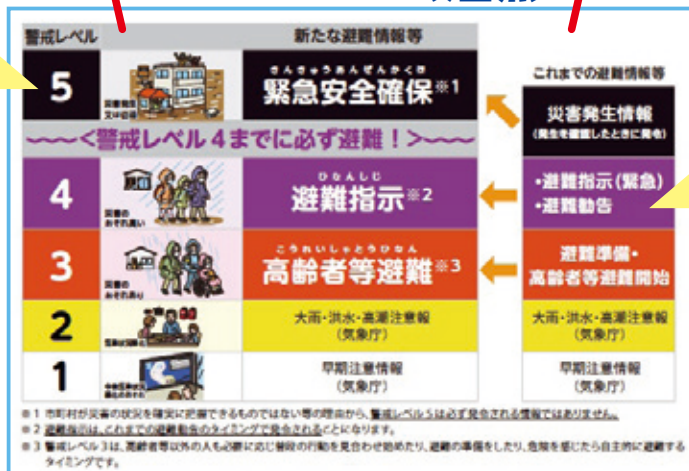 警戒レベル
新たな避難情報等
5
災害発生
又は切迫
きんきゅうあんぜんかくほ
緊急安全確保※1
〜〜〜<警戒レベル4までに必ず避難!>〜〜〜
4
災害の
おそれ高い
ひなんしじ
避難指示※2
3
災害の
おそれあり
こうれいしゃとうひなん
高齢者等避難※3
2
気象状況悪化
大雨・洪水・高潮注意報
(気象庁)
1
早期注意情報
(気象庁)
これまでの避難情報等
災害発生情報
(発生を確認したときに発令)
・避難指示(緊急)
・避難勧告
避難準備・
高齢者等避難開始
大雨・洪水・高潮注意報
(気象庁)
早期注意情報
(気象庁)
※1 市町村が災害の状況を確実に把握できるものではない等の理由から、警戒レベル5は必ず発令される情報ではありません。
※2 避難指示は、これまでの避難勧告のタイミングで発令されることになります。
※3 警戒レベル3は、高齢者等以外の人も必要に応じ普段の行動を見合わせ始めたり、避難の準備をしたり、危険を感じたら自主的に避難する
タイミングです。